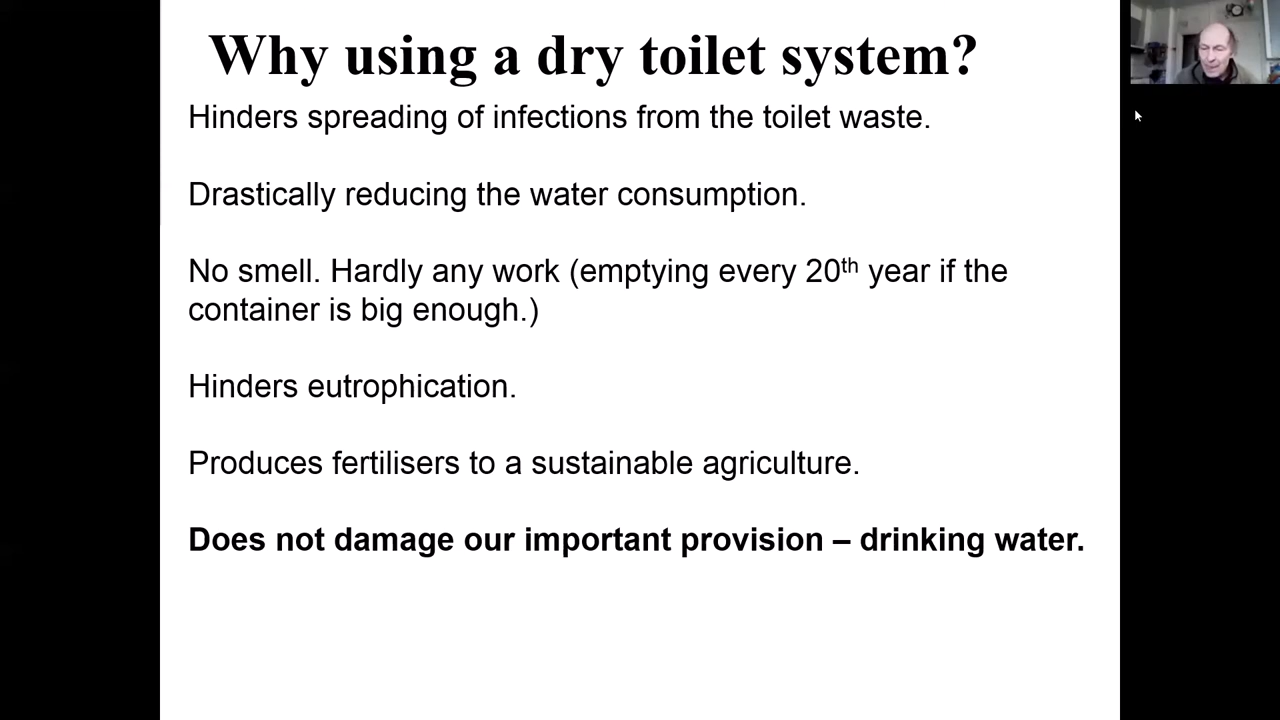 Why using a dry toilet system?
Hinders spreading of infections from the toilet waste.
Drastically reducing the water consumption.
No smell. Hardly any work (emptying every 20th year if the
container is big enough.)
Hinders eutrophication.
Produces fertilisers to a sustainable agriculture.
Does not damage our important provision – drinking water.